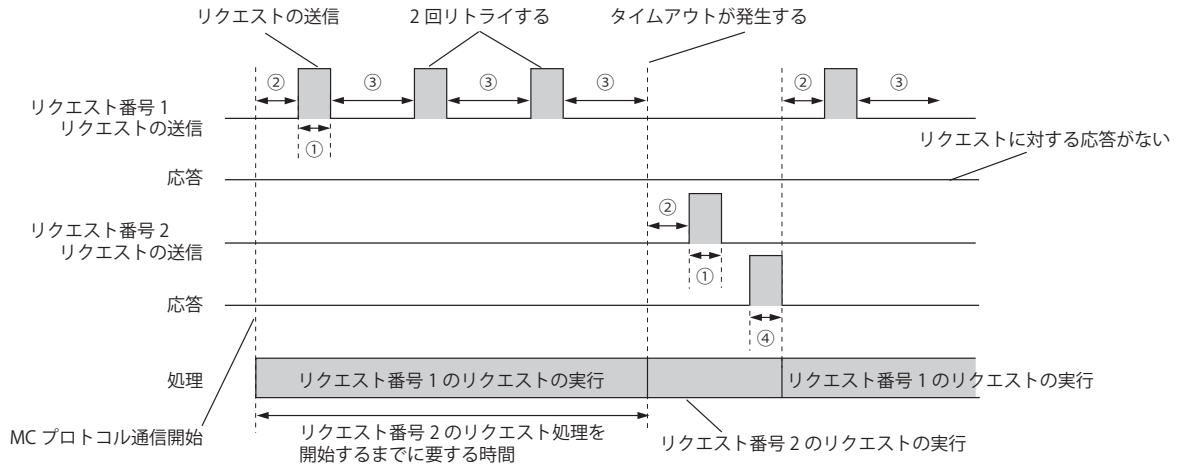 リクエストの送信
2 回リトライする
タイムアウトが発生する
② ③ ③ ③ ② ③
リクエスト番号 1
リクエストの送信
①
リクエストに対する応答がない
応答
②
リクエスト番号 2
リクエストの送信
①
応答
④
処理
リクエスト番号 1 のリクエストの実行
リクエスト番号 1 のリクエストの実行
MC プロトコル通信開始
リクエスト番号 2 のリクエスト処理を
開始するまでに要する時間
リクエスト番号 2 のリクエストの実行